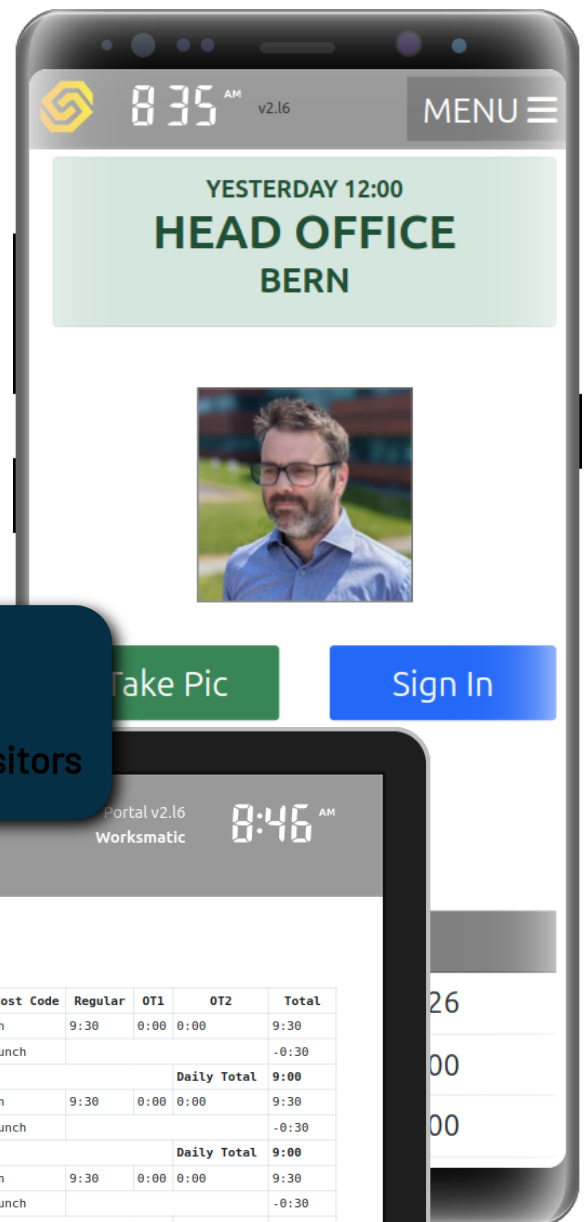 8 35 AM
v2.l6
MENU
YESTERDAY 12:00
HEAD OFFICE
BERN
Take Pic
Sign In
sitors
Portal v2.l6
Worksmatic
8:46 AM
ost Code Regular OT1 OT2 Total
n 9:30 0:00 0:00 9:30
unch -0:30
Daily Total 9:00
n 9:30 0:00 0:00 9:30
unch -0:30
Daily Total 9:00
n 9:30 0:00 0:00 9:30
unch -0:30
26
00
00